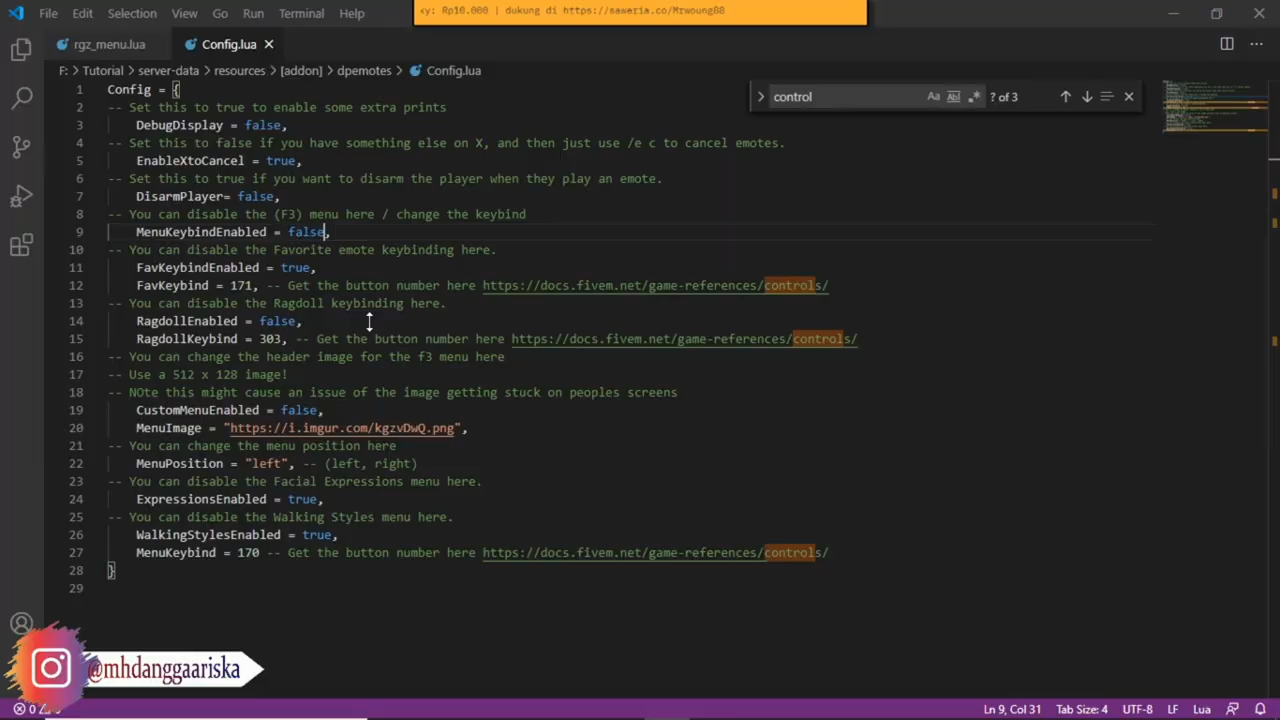 File Edit Selection View Go Run Terminal Help
ky: Rp10.000 | dukung di https://saweria.co/Mrwoung88
rgz_menu.lua Config.lua
F: > Tutorial > server-data > resources > [addon] > dpemotes > Config.lua
control Aa ab .* ? of 3
1 Config = {
2 -- Set this to true to enable some extra prints
3 DebugDisplay = false,
4 -- Set this to false if you have something else on X, and then just use /e c to cancel emotes.
5 EnableXtoCancel = true,
6 -- Set this to true if you want to disarm the player when they play an emote.
7 DisarmPlayer= false,
8 -- You can disable the (F3) menu here / change the keybind
9 MenuKeybindEnabled = false,
10 -- You can disable the Favorite emote keybinding here.
11 FavKeybindEnabled = true,
12 FavKeybind = 171, -- Get the button number here https://docs.fivem.net/game-references/controls/
13 -- You can disable the Ragdoll keybinding here.
14 RagdollEnabled = false,
15 RagdollKeybind = 303, -- Get the button number here https://docs.fivem.net/game-references/controls/
16 -- You can change the header image for the f3 menu here
17 -- Use a 512 x 128 image!
18 -- NOte this might cause an issue of the image getting stuck on peoples screens
19 CustomMenuEnabled = false,
20 MenuImage = "https://i.imgur.com/kgzvDwQ.png",
21 -- You can change the menu position here
22 MenuPosition = "left", -- (left, right)
23 -- You can disable the Facial Expressions menu here.
24 ExpressionsEnabled = true,
25 -- You can disable the Walking Styles menu here.
26 WalkingStylesEnabled = true,
27 MenuKeybind = 170 -- Get the button number here https://docs.fivem.net/game-references/controls/
28 }
29
@mhdanggaariska
0 Ln 9, Col 31 Tab Size: 4 UTF-8 LF Lua